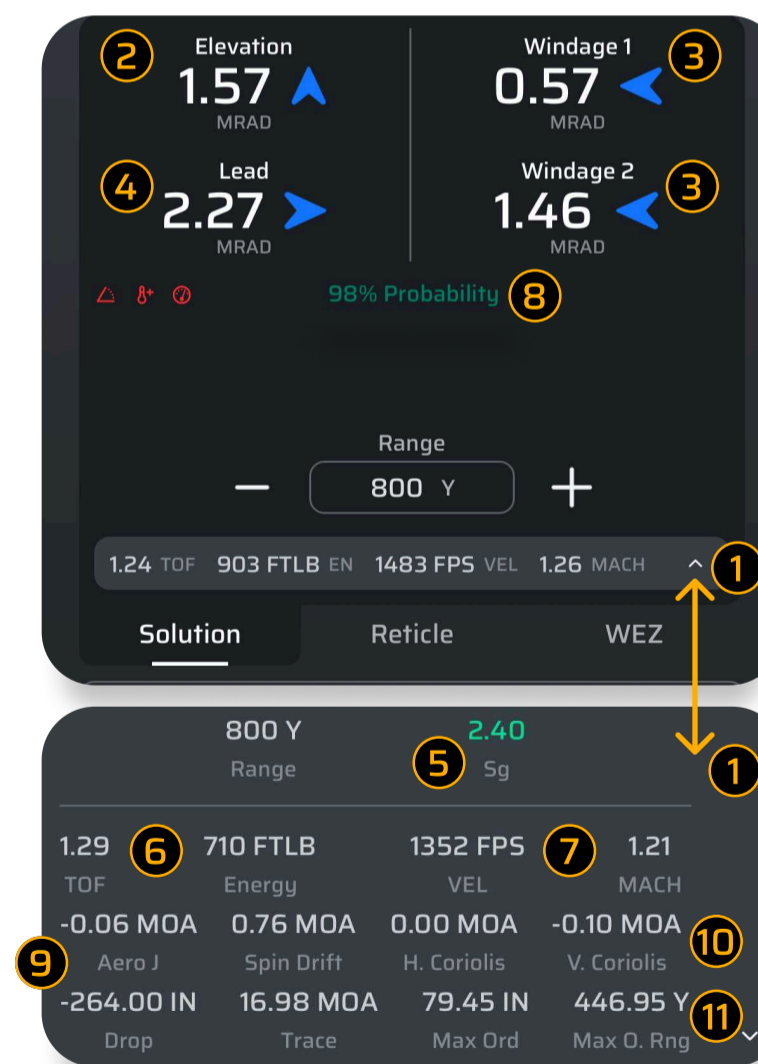 2 Elevation Windage 1 3
1.57 0.57
MRAD MRAD
4 Lead Windage 2 3
2.27 1.46
MRAD MRAD
98% Probability 8
Range
− 800 Y +
1.24 TOF 903 FTLB EN 1483 FPS VEL 1.26 MACH 1
Solution Reticle WEZ
800 Y 2.40
Range 5 Sg 1
1.29 6 710 FTLB 1352 FPS 7 1.21
TOF Energy VEL MACH
-0.06 MOA 0.76 MOA 0.00 MOA -0.10 MOA 10
9 Aero J Spin Drift H. Coriolis V. Coriolis
-264.00 IN 16.98 MOA 79.45 IN 446.95 Y 11
Drop Trace Max Ord Max O. Rng